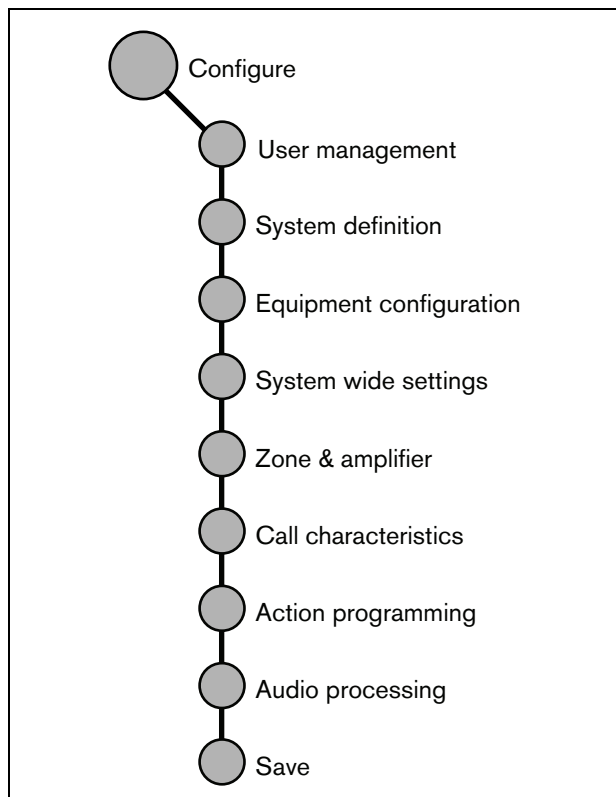 Configure
User management
System definition
Equipment configuration
System wide settings
Zone & amplifier
Call characteristics
Action programming
Audio processing
Save